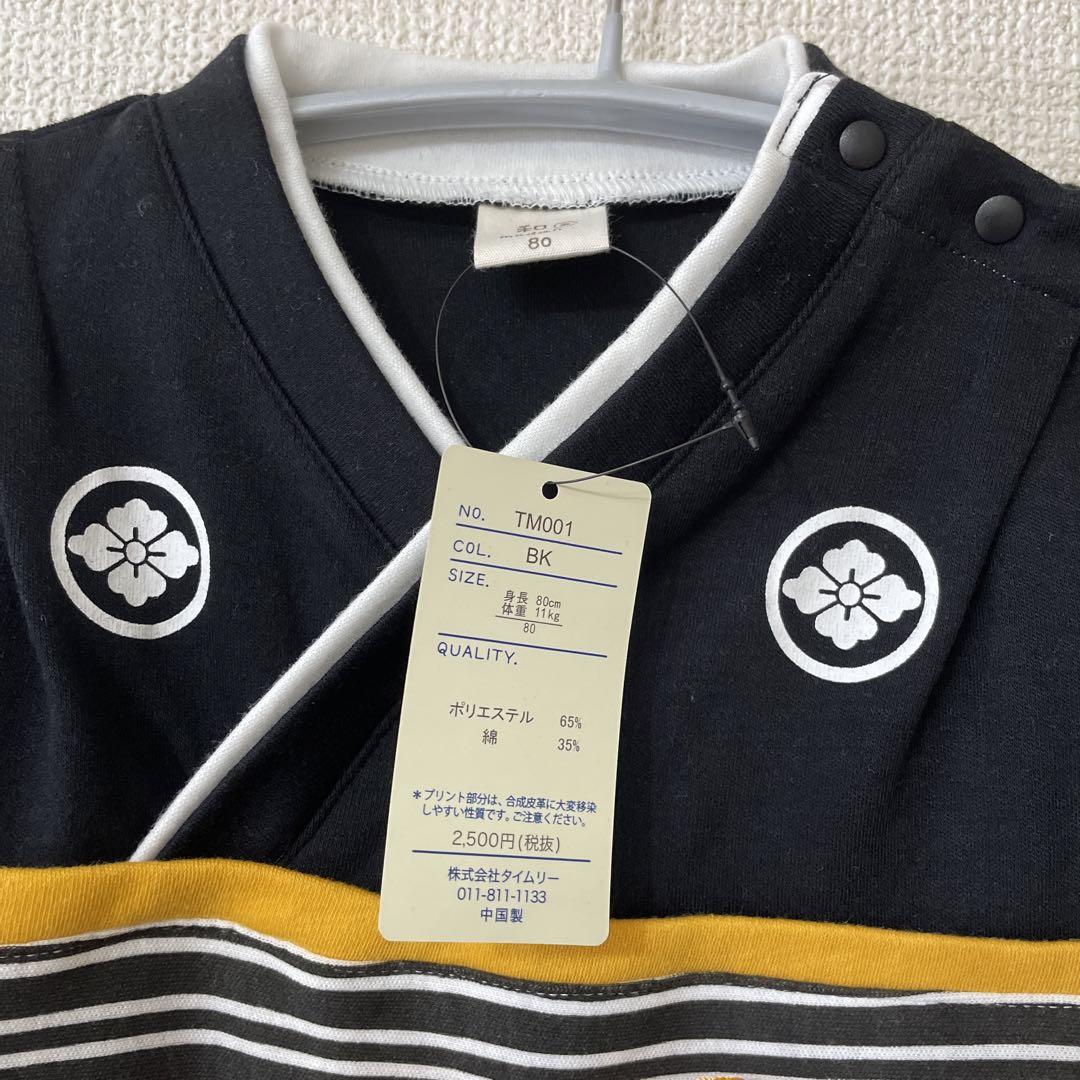 80
NO. TM001
COL. BK
SIZE.
身長 80cm
体重 11kg
80
QUALITY.
ポリエステル 65%
綿 35%
*プリント部分は、合成皮革に大変移染
しやすい性質です。ご注意ください。
2,500円(税抜)
株式会社タイムリー
011-811-1133
中国製